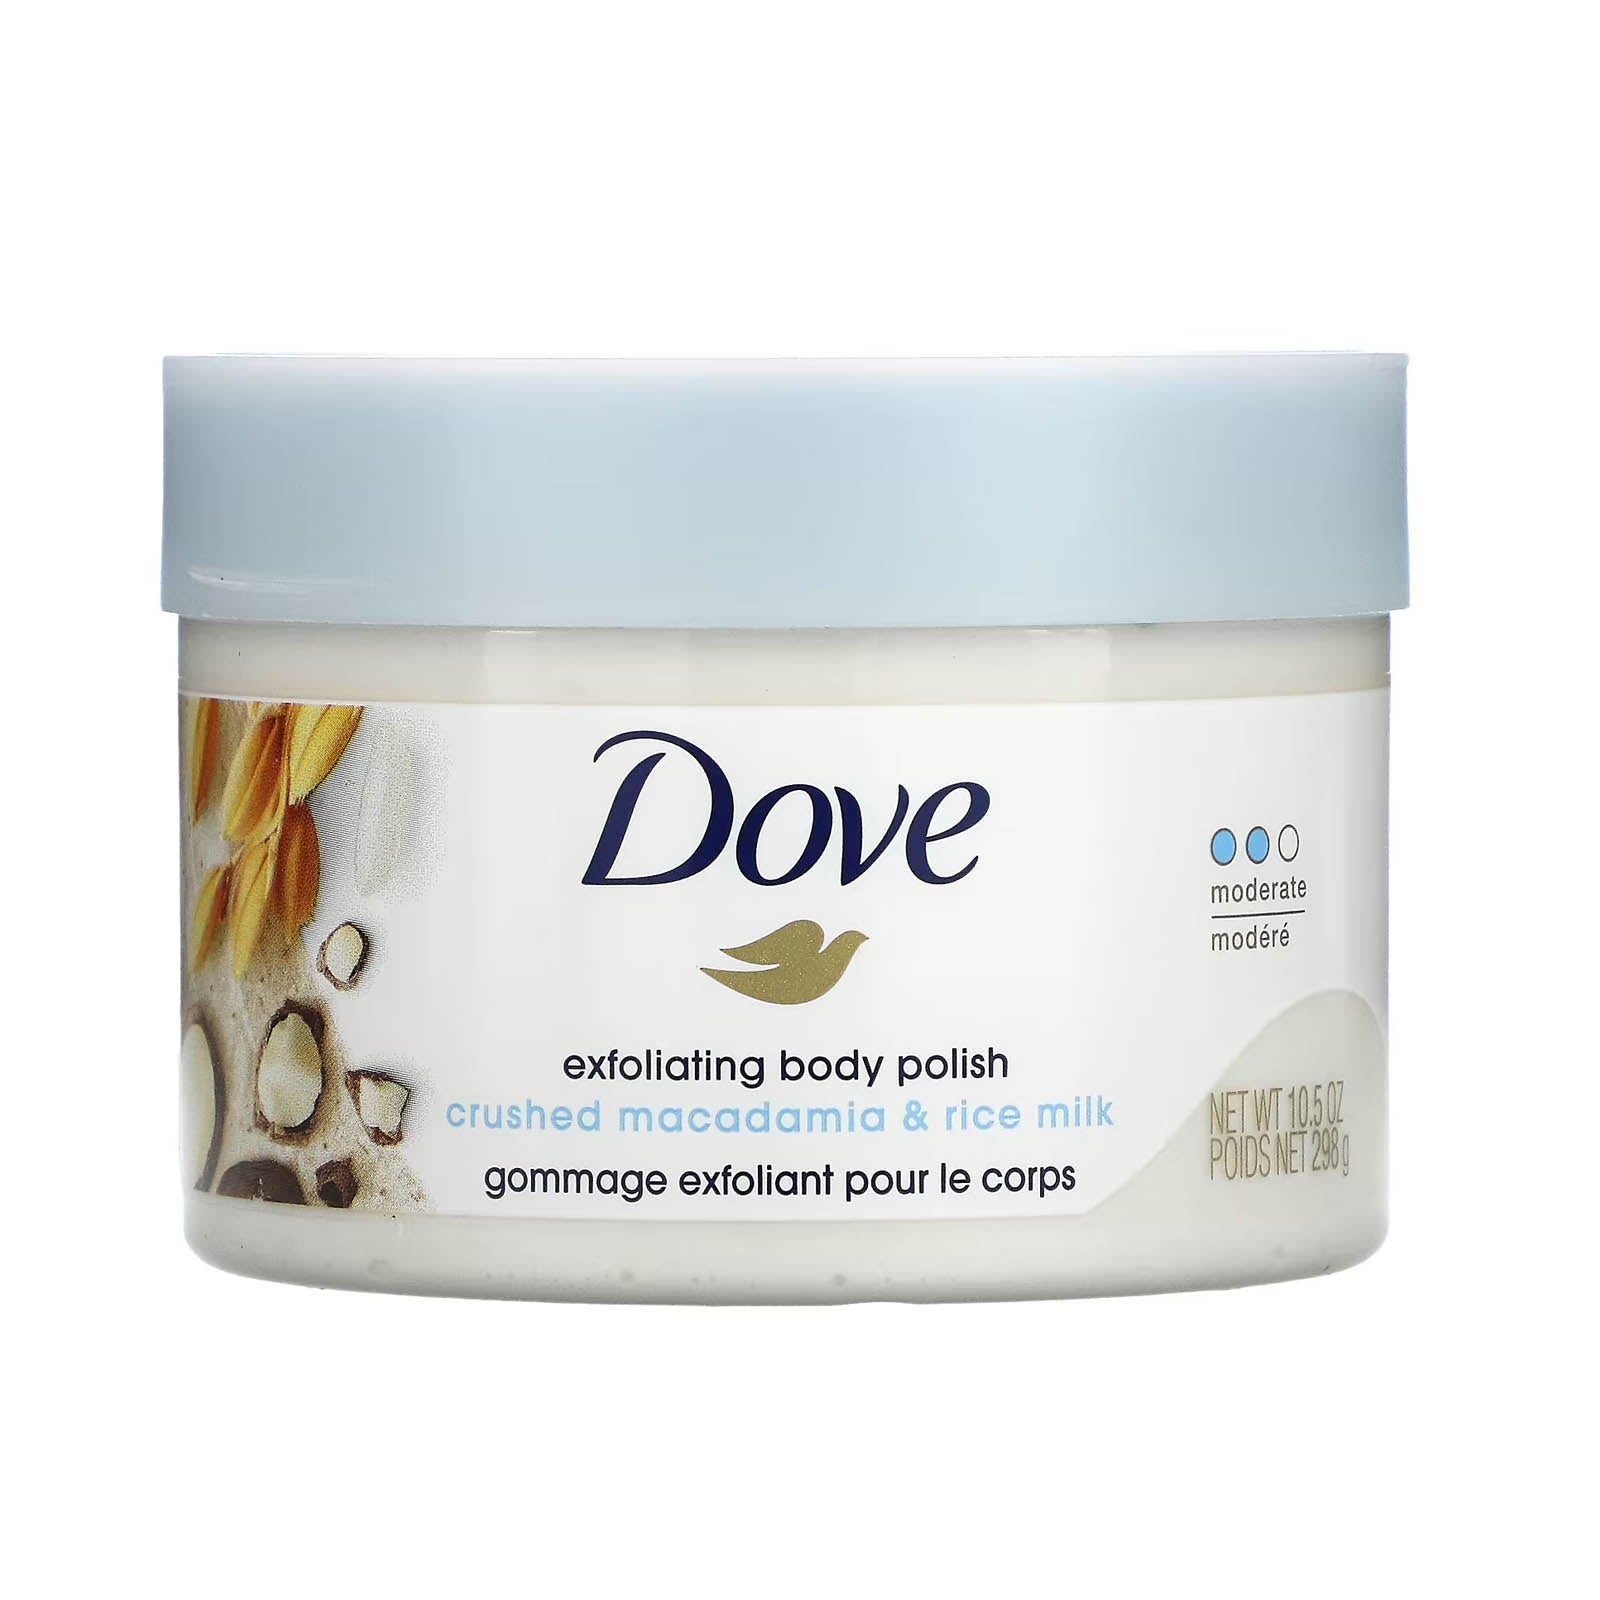 Dove
moderate
modéré
exfoliating body polish
crushed macadamia & rice milk
gommage exfoliant pour le corps
NET WT 10.5 OZ
POIDS NET 298 g